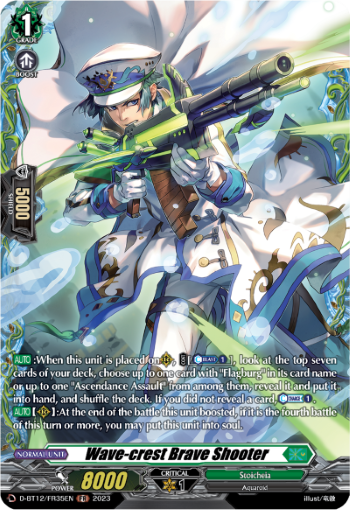 1
GRADE
BOOST
5000
SHIELD
AUTO:When this unit is placed on R, [BLAST 1], look at the top seven
cards of your deck, choose up to one card with "Flagburg" in its card name
or up to one "Ascendance Assault" from among them, reveal it and put it
into hand, and shuffle the deck. If you did not reveal a card, 1.
AUTO R 1:At the end of the battle this unit boosted, if it is the fourth battle
of this turn or more, you may put this unit into soul.
NORMAL UNIT
Wave-crest Brave Shooter
POWER 8000
CRITICAL
1
Stoicheia
Aquaroid
D-BT12/FR35EN FR 2023
illust/竜徹